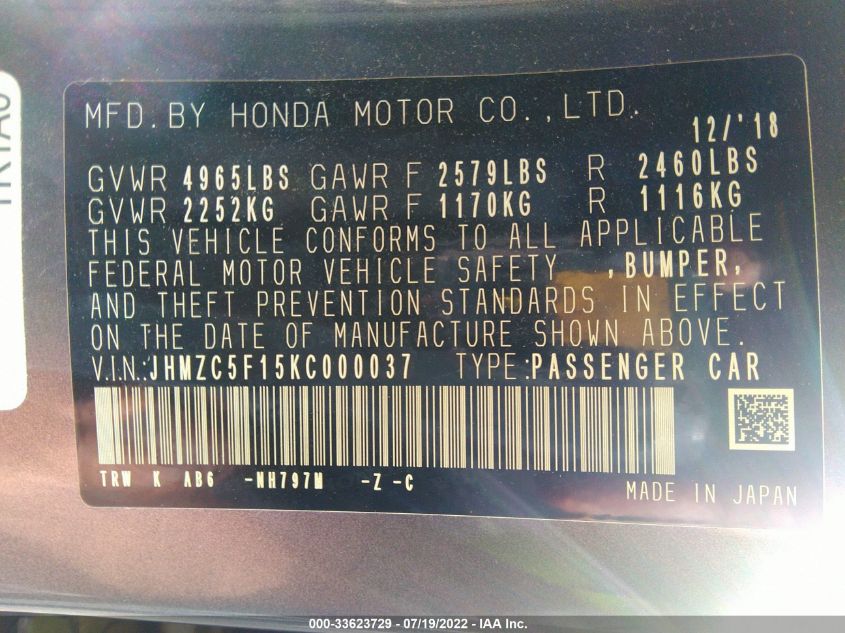 MFD.BY HONDA MOTOR CO.,LTD.
12/'18
GVWR 4965LBS GAWR F 2579LBS R 2460LBS
GVWR 2252KG GAWR F 1170KG R 1116KG
THIS VEHICLE CONFORMS TO ALL APPLICABLE
FEDERAL MOTOR VEHICLE SAFETY ,BUMPER,
AND THEFT PREVENTION STANDARDS IN EFFECT
ON THE DATE OF MANUFACTURE SHOWN ABOVE.
V.I.N.:JHMZC5F15KC000037 TYPE:PASSENGER CAR
TRW K AB6 -NH797M -Z -C
MADE IN JAPAN
000-33623729 - 07/19/2022 - IAA Inc.